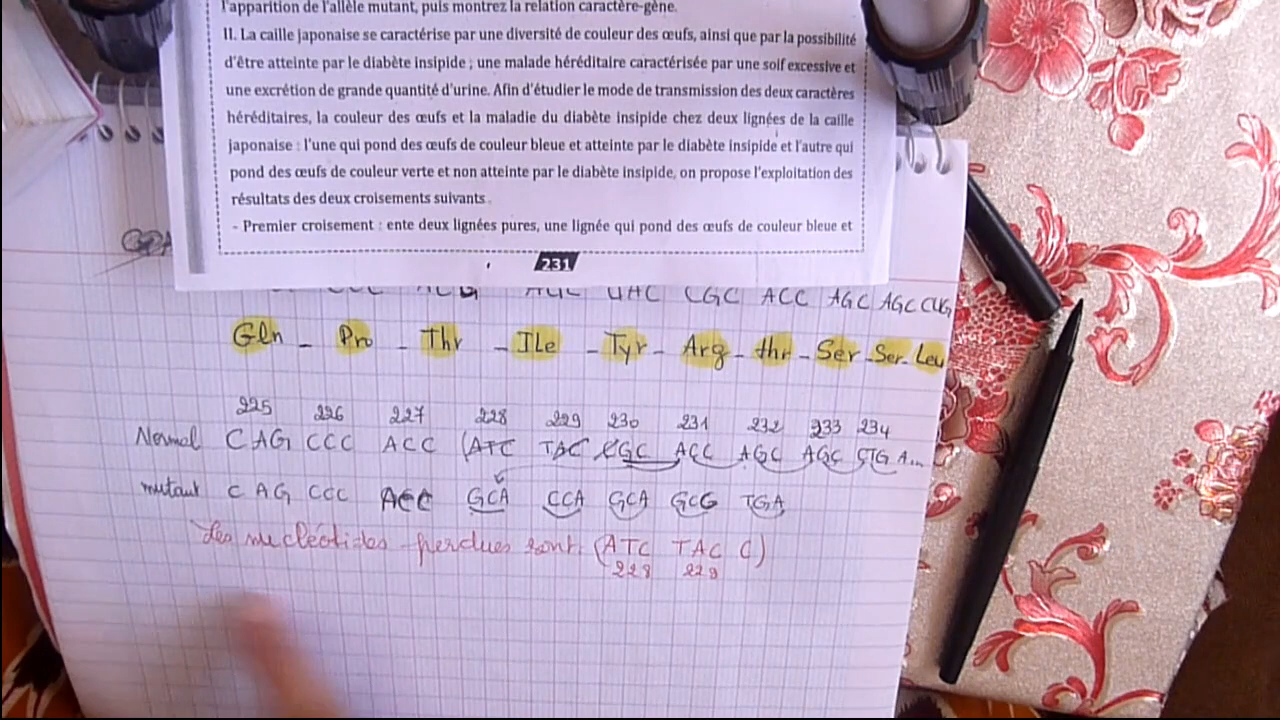 l'apparition de l'allèle mutant, puis montrez la relation caractère-gène.
II. La caille japonaise se caractérise par une diversité de couleur des œufs, ainsi que par la possibilité
d'être atteinte par le diabète insipide ; une malade héréditaire caractérisée par une soif excessive et
une excrétion de grande quantité d'urine. Afin d'étudier le mode de transmission des deux caractères
héréditaires, la couleur des œufs et la maladie du diabète insipide chez deux lignées de la caille
japonaise : l'une qui pond des œufs de couleur bleue et atteinte par le diabète insipide et l'autre qui
pond des œufs de couleur verte et non atteinte par le diabète insipide, on propose l'exploitation des
résultats des deux croisements suivants.
- Premier croisement : ente deux lignées pures, une lignée qui pond des œufs de couleur bleue et
231
UAC CGC ACC AGC AGC CUG
Gln - Pro - Thr - ILe - Tyr - Arg - thr - Ser - Ser - Leu
225 226 227 228 229 230 231 232 233 234
Normal CAG CCC ACC (ATC TAC CGC ACC AGC AGC CTG A...
mutant CAG CCC ACC GCA CCA GCA GCG TGA
Les nucléotides perdues sont (ATC TAC C)
228 229